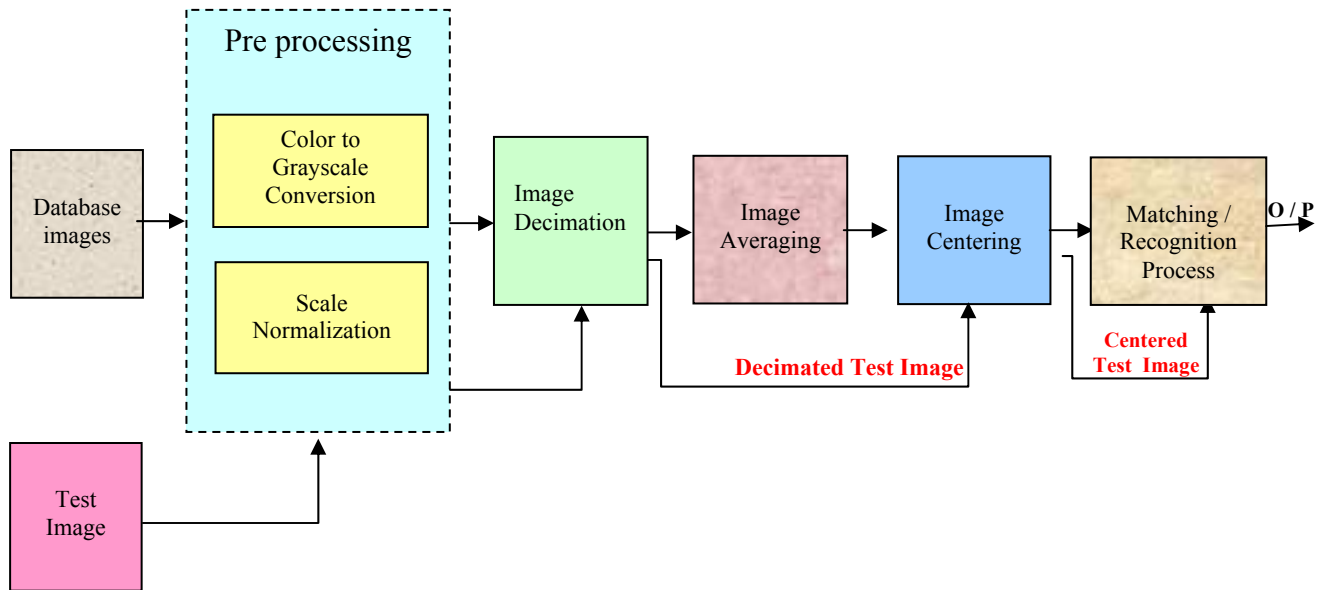 Pre processing
Color to
Grayscale
Conversion
Scale
Normalization
Database
images
Test
Image
Image
Decimation
Image
Averaging
Image
Centering
Matching /
Recognition
Process
O / P
Decimated Test Image
Centered
Test Image